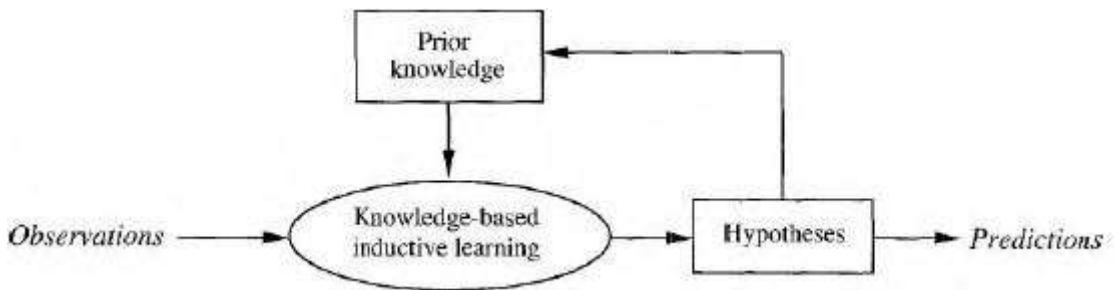 Prior
knowledge
Observations
Knowledge-based
inductive learning
Hypotheses
Predictions